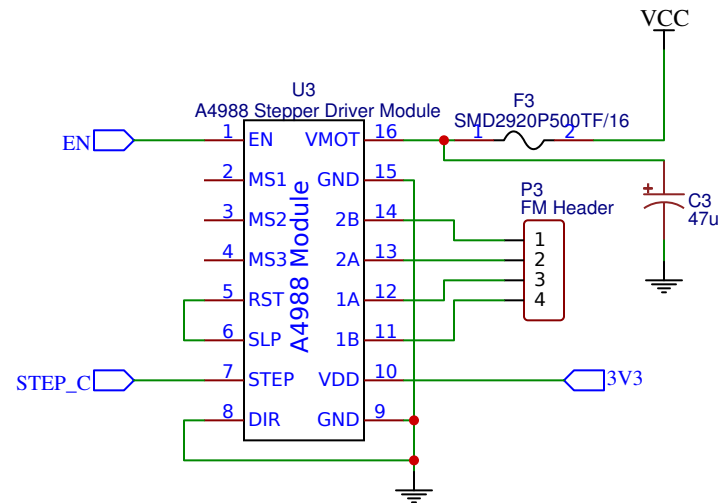 VCC
U3
A4988 Stepper Driver Module
F3
SMD2920P500TF/16
1 2
EN 1 EN VMOT 16
2 MS1 GND 15
3 MS2 2B 14
4 MS3 2A 13
5 RST 1A 12
6 SLP 1B 11
STEP_C 7 STEP VDD 10 3V3
8 DIR GND 9
A4988 Module
P3
FM Header
1
2
3
4
+
C3
47u